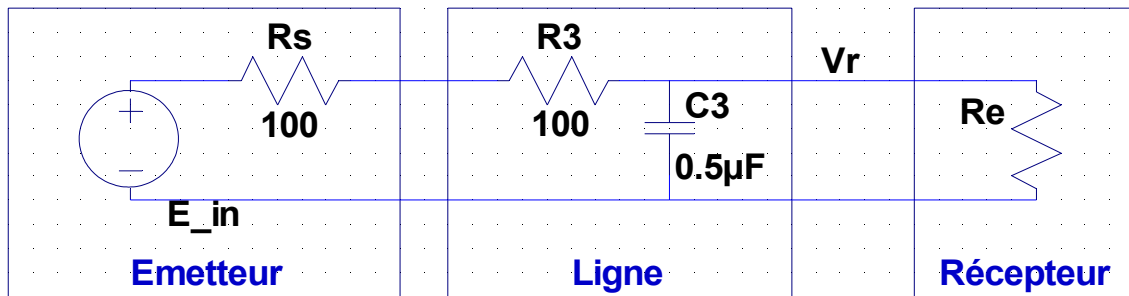 Rs
100
E_in
Emetteur
R3
100
C3
0.5µF
Ligne
Vr
Re
Récepteur